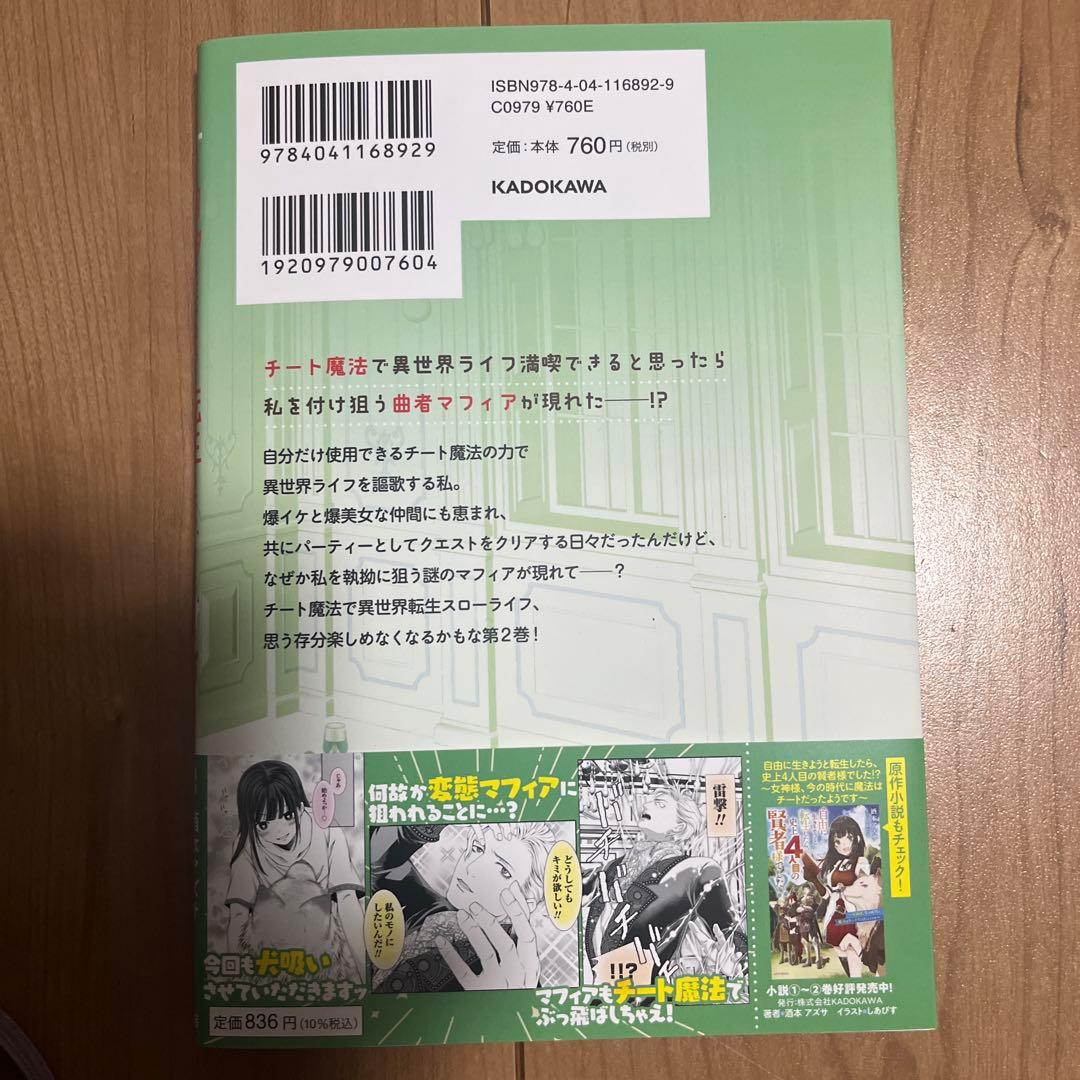 ISBN978-4-04-116892-9
C0979 ¥760E
定価：本体 760円（税別）
KADOKAWA
9784041168929
1920979007604
チート魔法で異世界ライフ満喫できると思ったら
私を付け狙う曲者マフィアが現れた――!?
自分だけ使用できるチート魔法の力で
異世界ライフを謳歌する私。
爆イケと爆美女な仲間にも恵まれ、
共にパーティーとしてクエストをクリアする日々だったんだけど、
なぜか私を執拗に狙う謎のマフィアが現れて――？
チート魔法で異世界転生スローライフ、
思う存分楽しめなくなるかもな第2巻！
今回も犬吸い
させていただきますッ
何故か変態マフィアに
狙われることに…？
どうしても
キミが欲しい!!
私のモノに
したいんだ!!
雷撃!!
!!?
マフィアもチート魔法で
ぶっ飛ばしちゃえ！
原作小説もチェック！
自由に生きようと転生したら、
史上4人目の賢者様でした!?
～女神様、今の時代に魔法は
チートだったようです～
小説①～②巻好評発売中!
発行：株式会社KADOKAWA
著者●酒本 アズサ イラスト●しあびす
定価 836円（10％税込）